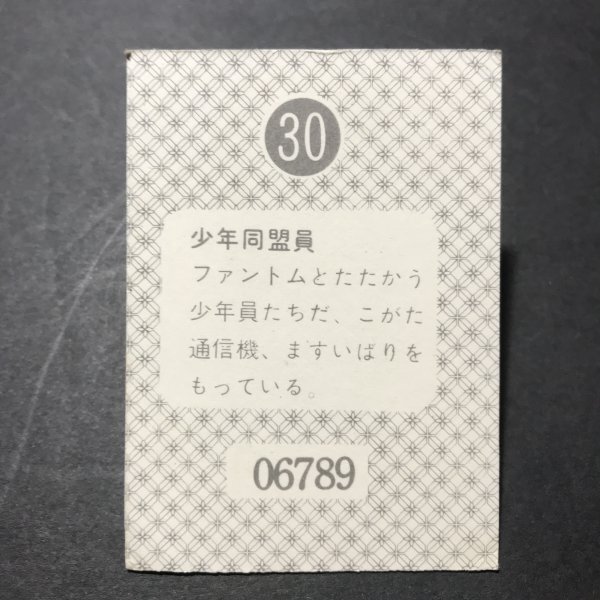 30
少年同盟員
ファントムとたたかう
少年員たちだ、こがた
通信機、ますいばりを
もっている。
06789